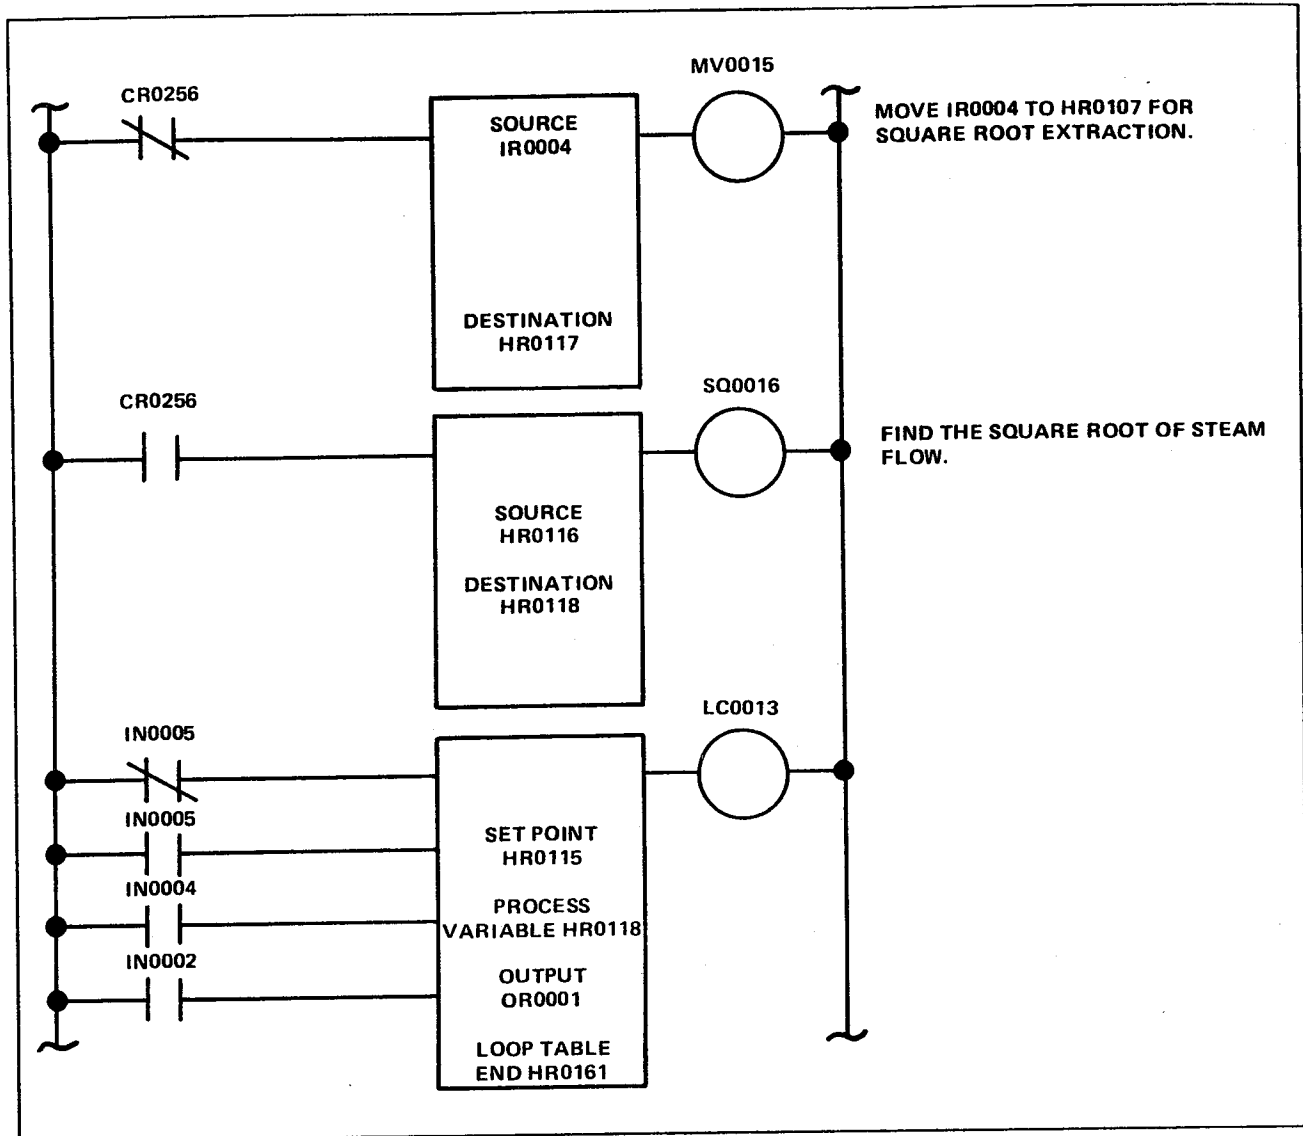 CR0256
MV0015
SOURCE
IR0004
DESTINATION
HR0117
MOVE IR0004 TO HR0107 FOR
SQUARE ROOT EXTRACTION.
CR0256
SQ0016
SOURCE
HR0116
DESTINATION
HR0118
FIND THE SQUARE ROOT OF STEAM
FLOW.
IN0005
LC0013
IN0005
IN0004
IN0002
SET POINT
HR0115
PROCESS
VARIABLE HR0118
OUTPUT
OR0001
LOOP TABLE
END HR0161